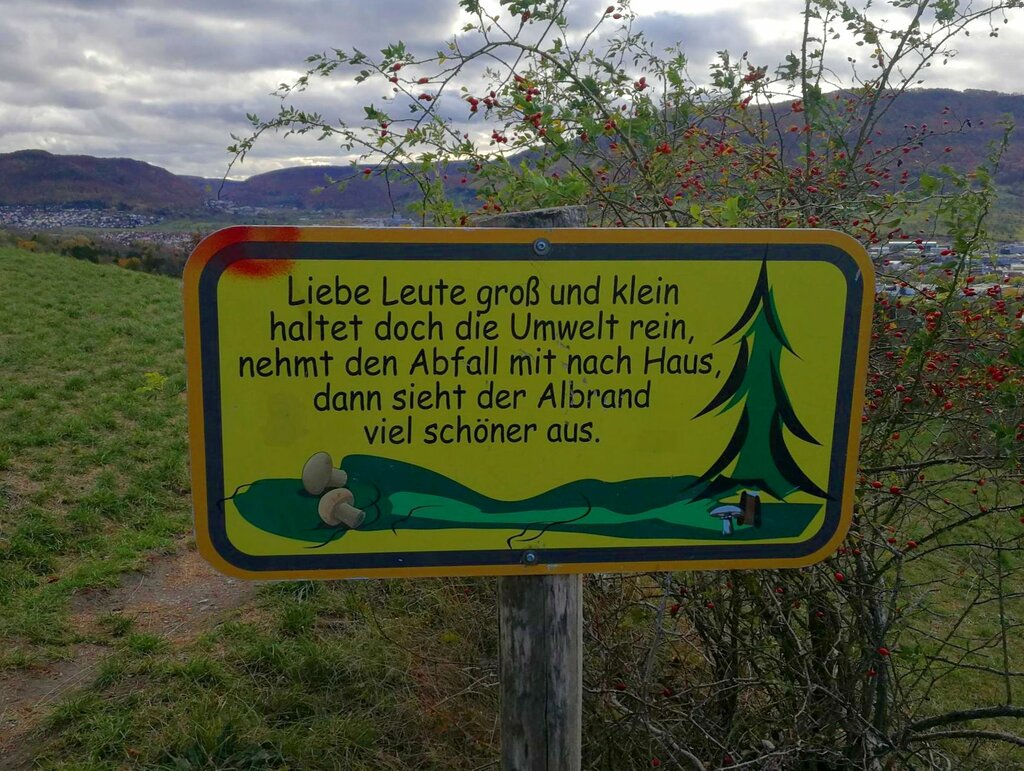 Liebe Leute groß und klein
haltet doch die Umwelt rein,
nehmt den Abfall mit nach Haus,
dann sieht der Albrand
viel schöner aus.